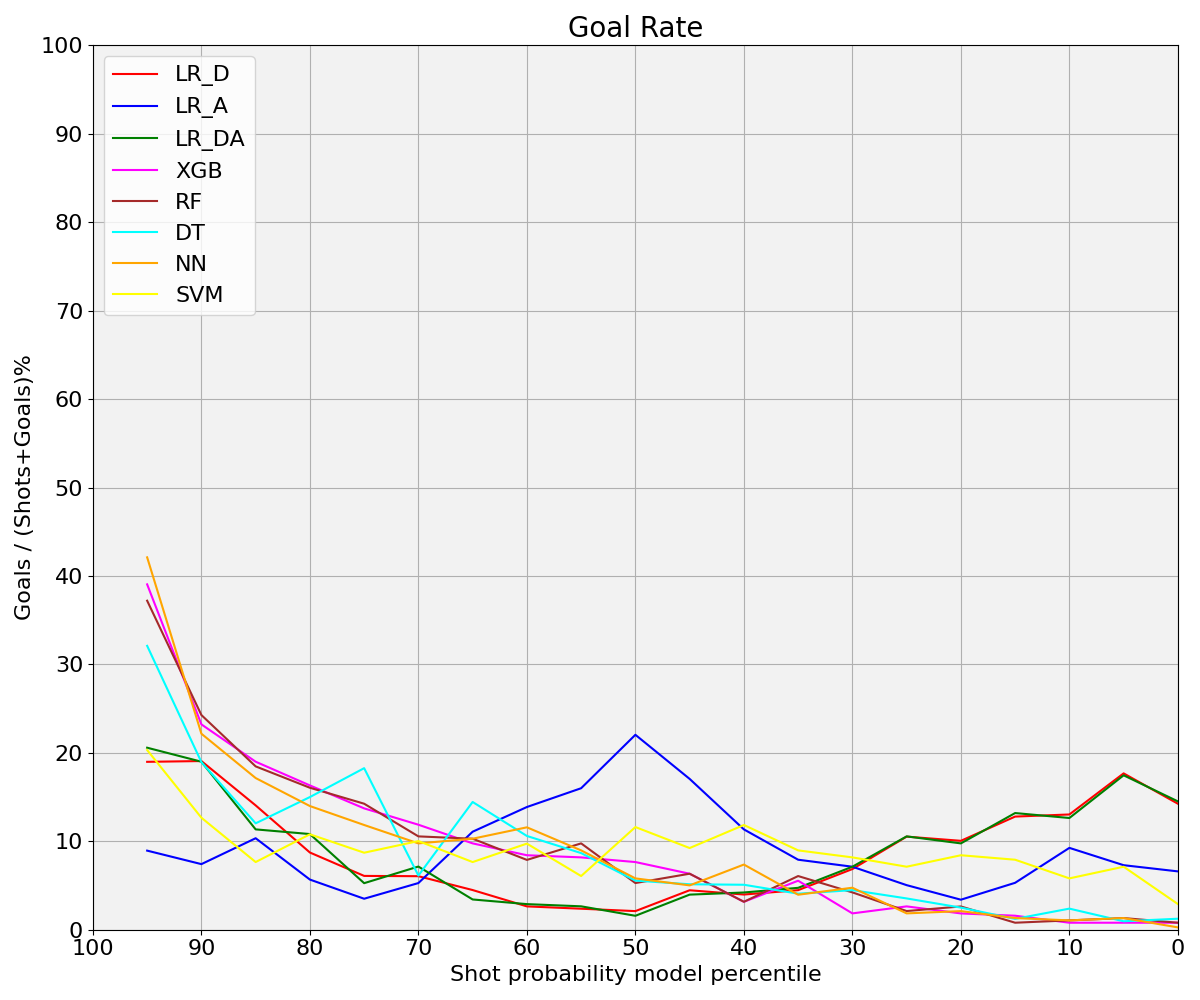 Goal Rate
Goals / (Shots+Goals)%
100
90
80
70
60
50
40
30
20
10
0
LR_D
LR_A
LR_DA
XGB
RF
DT
NN
SVM
100 90 80 70 60 50 40 30 20 10 0
Shot probability model percentile